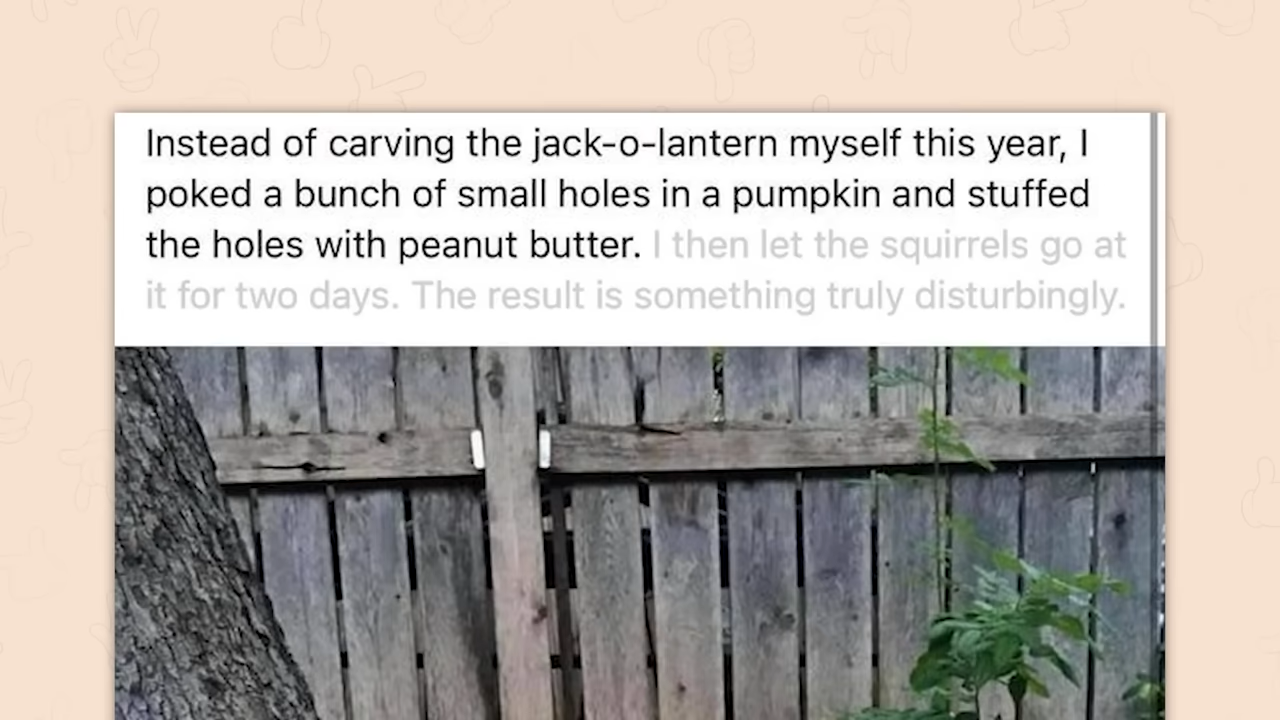 Instead of carving the jack-o-lantern myself this year, I
poked a bunch of small holes in a pumpkin and stuffed
the holes with peanut butter. I then let the squirrels go at
it for two days. The result is something truly disturbingly.